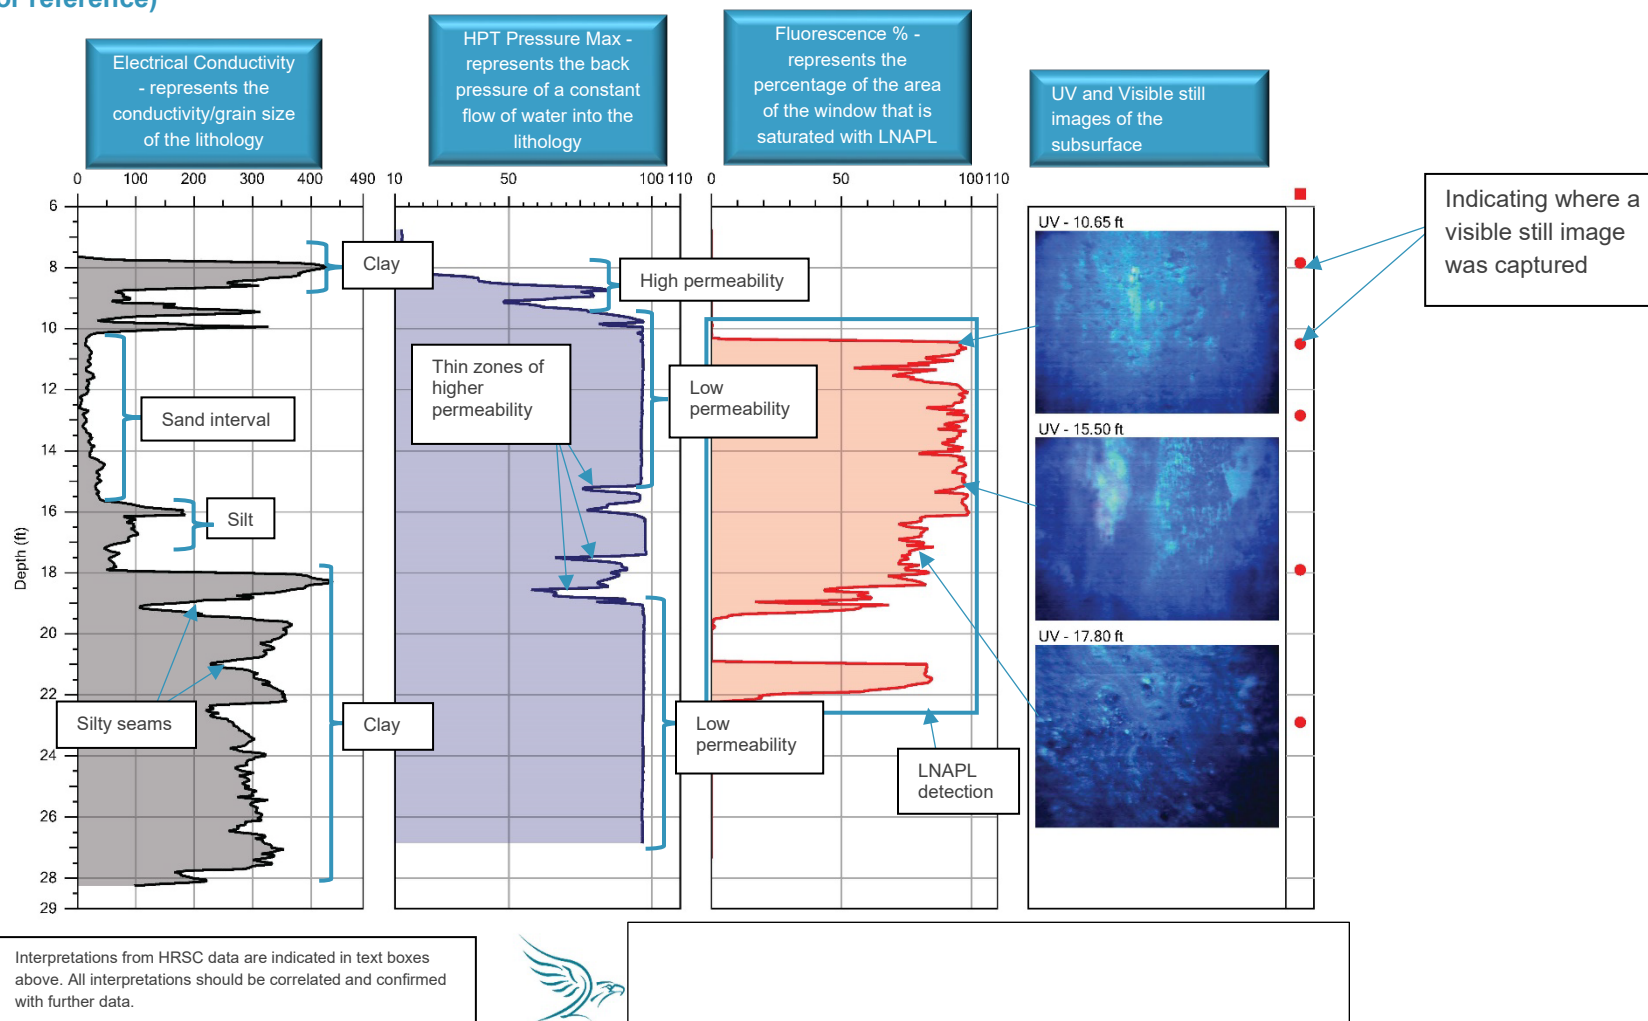 or reference)
Electrical Conductivity
- represents the
conductivity/grain size
of the lithology
HPT Pressure Max -
represents the back
pressure of a constant
flow of water into the
lithology
Fluorescence % -
represents the
percentage of the area
of the window that is
saturated with LNAPL
UV and Visible still
images of the
subsurface
Indicating where a
visible still image
was captured
0 100 200 300 400 490
10 50 100 110
0 50 100 110
Depth (ft)
6
8
10
12
14
16
18
20
22
24
26
28
29
Clay
Sand interval
Silt
Silty seams
Clay
High permeability
Thin zones of
higher
permeability
Low
permeability
Low
permeability
LNAPL
detection
UV - 10.65 ft
UV - 15.50 ft
UV - 17.80 ft
Interpretations from HRSC data are indicated in text boxes
above. All interpretations should be correlated and confirmed
with further data.